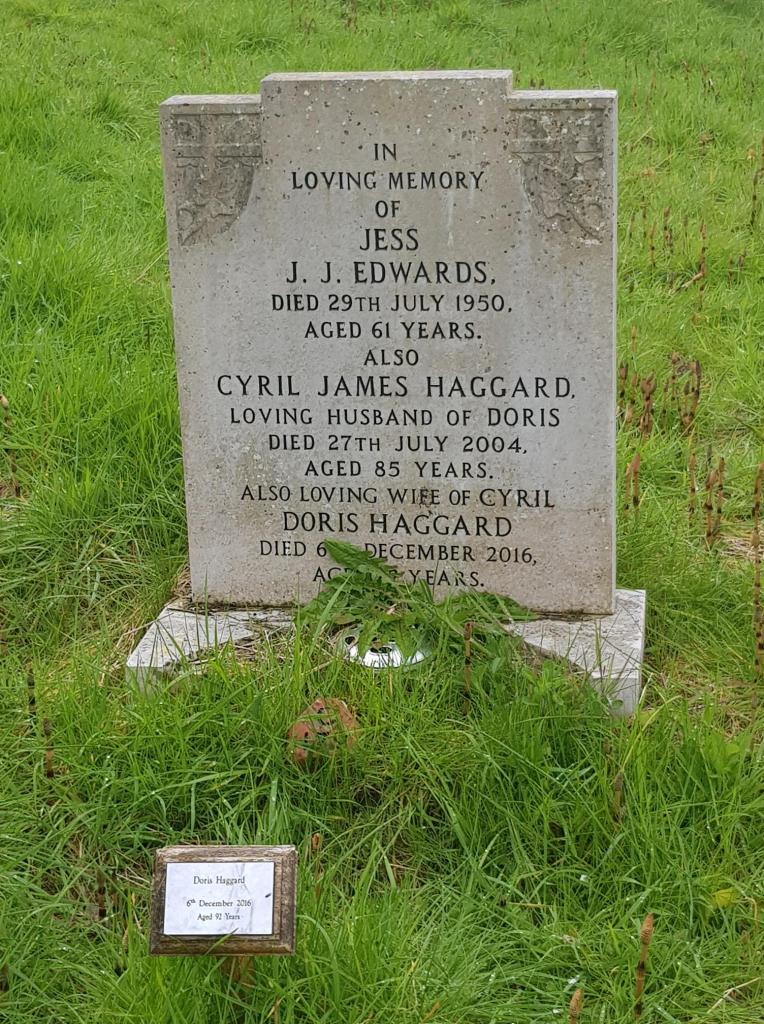 IN
LOVING MEMORY
OF
JESS
J. J. EDWARDS,
DIED 29TH JULY 1950,
AGED 61 YEARS.
ALSO
CYRIL JAMES HAGGARD,
LOVING HUSBAND OF DORIS
DIED 27TH JULY 2004,
AGED 85 YEARS.
ALSO LOVING WIFE OF CYRIL
DORIS HAGGARD
DIED DECEMBER 2016,
YEARS.
Doris Haggard
6th December 2016
Aged 92 Years